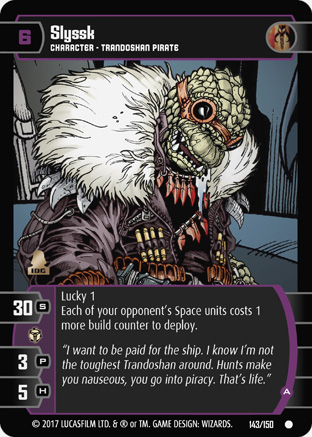 6
Slyssk
CHARACTER - TRANDOSHAN PIRATE
IDG
30 S
Lucky 1
Each of your opponent's Space units costs 1
more build counter to deploy.
3 P
"I want to be paid for the ship. I know I'm not
the toughest Trandoshan around. Hunts make
you nauseous, you go into piracy. That's life."
5 H
A
© 2017 LUCASFILM LTD. & ® or TM. GAME DESIGN: WIZARDS.
143/150